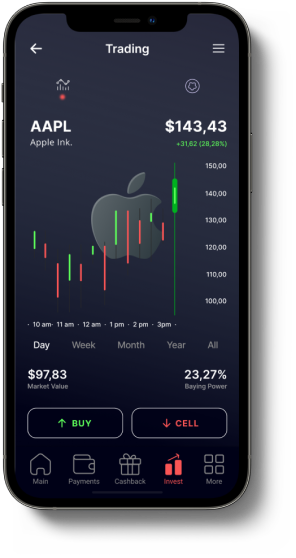 Trading
AAPL
$143,43
Apple Ink.
+31,62 (28,28%)
150,00
140,00
130,00
120,00
110,00
100,00
· 10 am· 11 am · 12 am · 1 pm · 2 pm · 3pm ·
Day Week Month Year All
$97,83
23,27%
Market Value
Baying Power
BUY
CELL
Main Payments Cashback Invest More